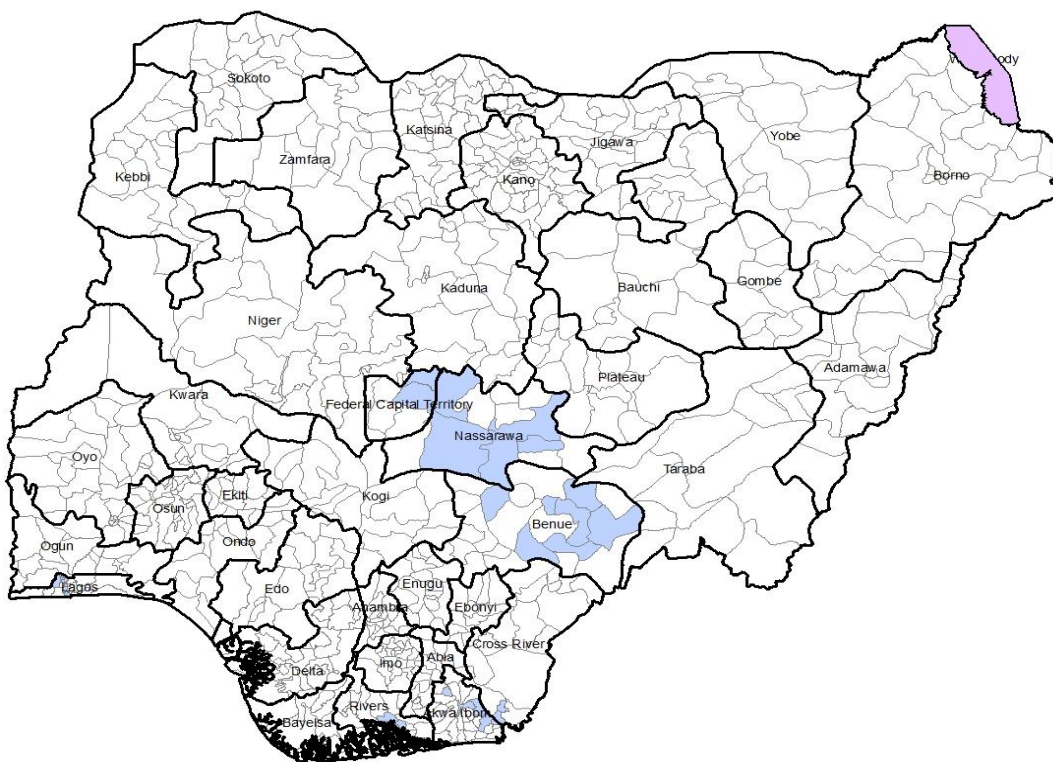 Sokoto
Katsina
Jigawa
Yobe
Zamfara
Kano
Kebbi
Borno
Kaduna
Bauchi
Gombe
Niger
Adamawa
Plateau
Federal Capital Territory
Kwara
Nassarawa
Oyo
Taraba
Kogi
Ekiti
Osun
Benue
Ogun
Ondo
Lagos
Edo
Enugu
Anambra
Ebonyi
Cross River
Imo
Abia
Delta
Rivers
Bayelsa